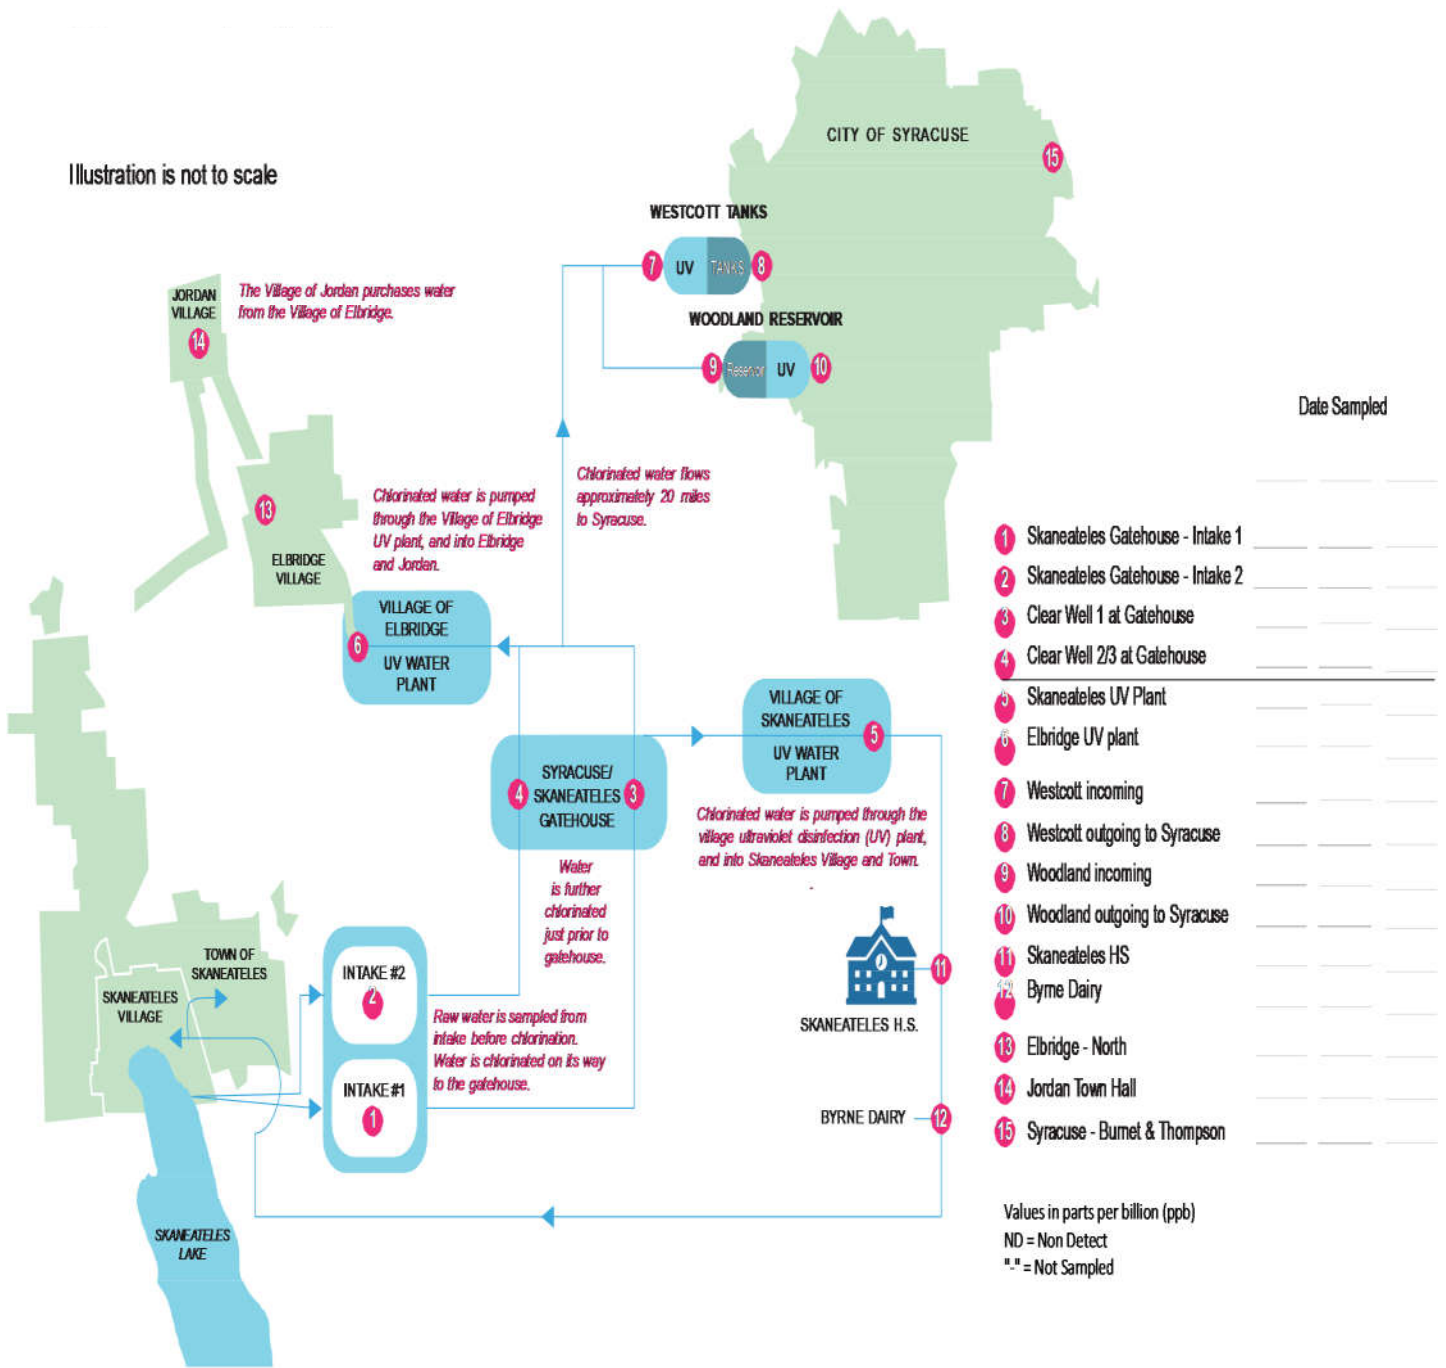 Illustration is not to scale
CITY OF SYRACUSE
15
WESTCOTT TANKS
7
UV
TANKS
8
WOODLAND RESERVOIR
9
Reservoir
UV
10
JORDAN
VILLAGE
14
The Village of Jordan purchases water
from the Village of Elbridge.
13
ELBRIDGE
VILLAGE
Chlorinated water is pumped
through the Village of Elbridge
UV plant, and into Elbridge
and Jordan.
Chlorinated water flows
approximately 20 miles
to Syracuse.
VILLAGE OF
ELBRIDGE
6
UV WATER
PLANT
VILLAGE OF
SKANEATELES
5
UV WATER
PLANT
SYRACUSE/
SKANEATELES
GATEHOUSE
4
3
Chlorinated water is pumped through the
village ultraviolet disinfection (UV) plant,
and into Skaneateles Village and Town.
Water
is further
chlorinated
just prior to
gatehouse.
TOWN OF
SKANEATELES
SKANEATELES
VILLAGE
INTAKE #2
2
INTAKE #1
1
Raw water is sampled from
intake before chlorination.
Water is chlorinated on its way
to the gatehouse.
11
SKANEATELES H.S.
BYRNE DAIRY
12
SKANEATELES
LAKE
Date Sampled
1 Skaneateles Gatehouse - Intake 1
2 Skaneateles Gatehouse - Intake 2
3 Clear Well 1 at Gatehouse
4 Clear Well 2/3 at Gatehouse
5 Skaneateles UV Plant
6 Elbridge UV plant
7 Westcott incoming
8 Westcott outgoing to Syracuse
9 Woodland incoming
10 Woodland outgoing to Syracuse
11 Skaneateles HS
12 Byrne Dairy
13 Elbridge - North
14 Jordan Town Hall
15 Syracuse - Burnet & Thompson
Values in parts per billion (ppb)
ND = Non Detect
"-" = Not Sampled